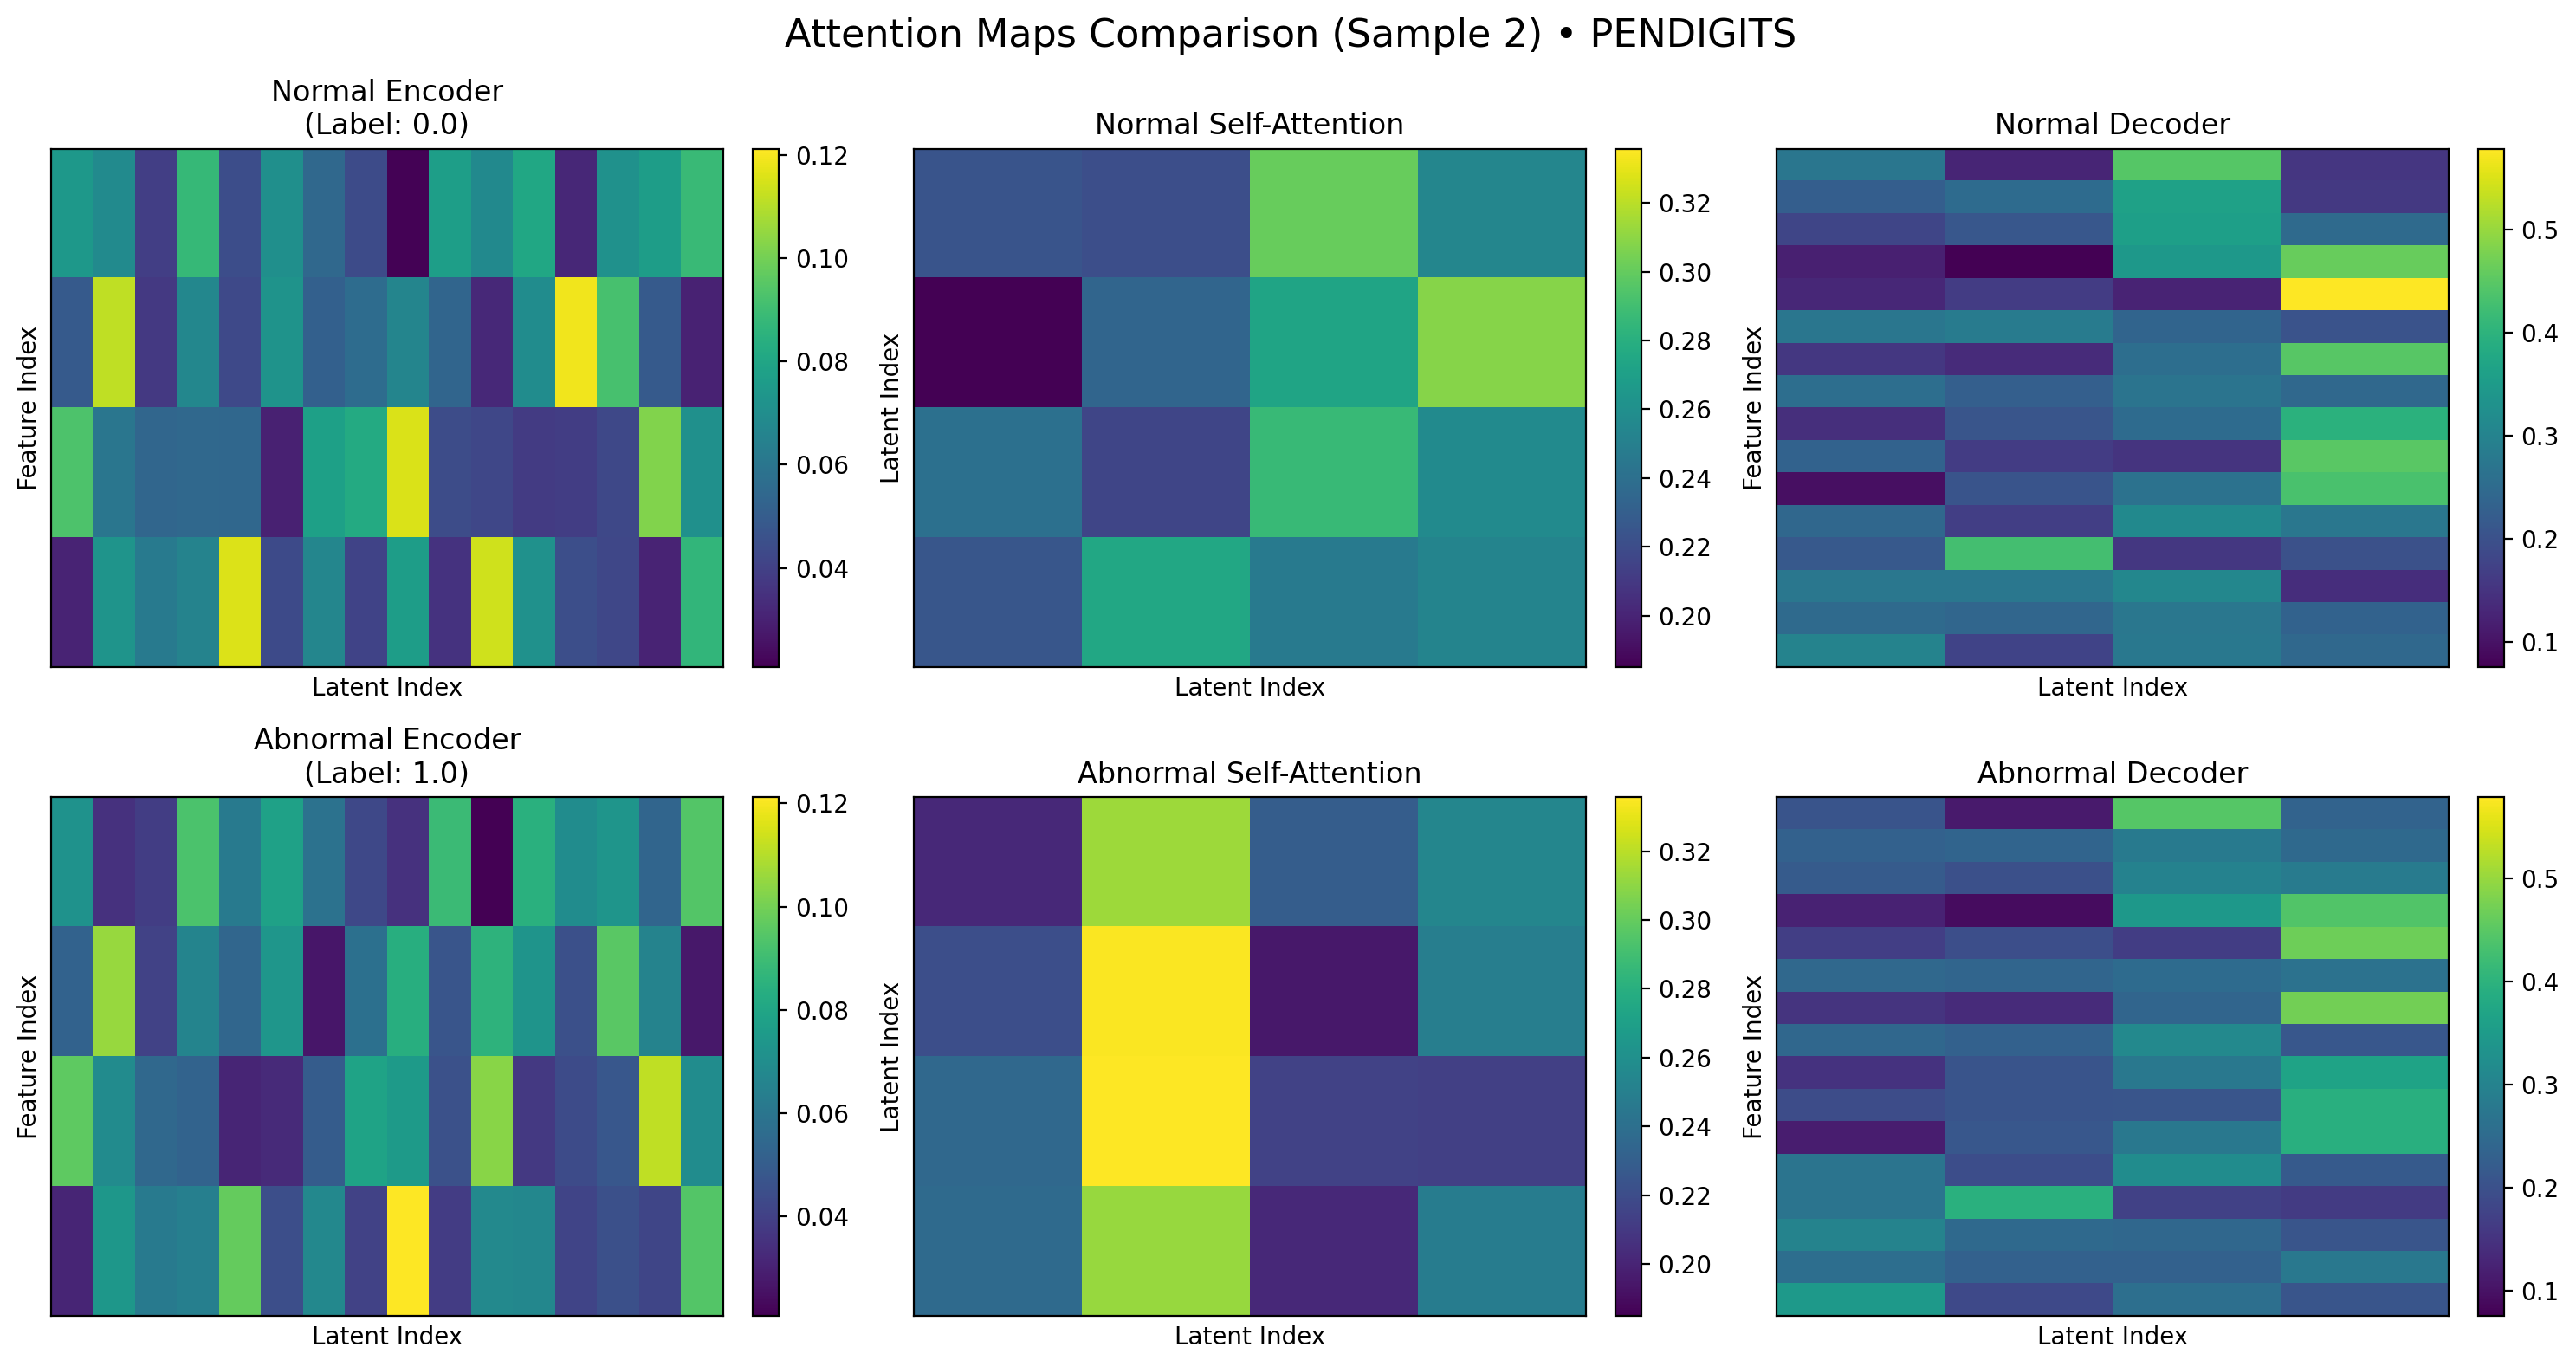 Attention Maps Comparison (Sample 2) • PENDIGITS
Normal Encoder
(Label: 0.0)
Feature Index
Latent Index
0.12
0.10
0.08
0.06
0.04
Normal Self-Attention
Latent Index
Latent Index
0.32
0.30
0.28
0.26
0.24
0.22
0.20
Normal Decoder
Feature Index
Latent Index
0.5
0.4
0.3
0.2
0.1
Abnormal Encoder
(Label: 1.0)
Feature Index
Latent Index
0.12
0.10
0.08
0.06
0.04
Abnormal Self-Attention
Latent Index
Latent Index
0.32
0.30
0.28
0.26
0.24
0.22
0.20
Abnormal Decoder
Feature Index
Latent Index
0.5
0.4
0.3
0.2
0.1